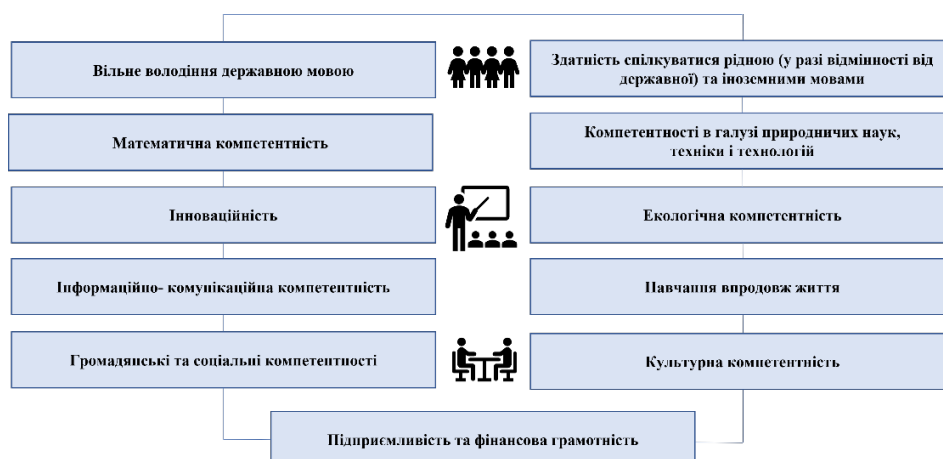 Вільне володіння державною мовою
Здатність спілкуватися рідною (у разі відмінності від
державної) та іноземними мовами
Математична компетентність
Компетентності в галузі природничих наук,
техніки і технологій
Інноваційність
Екологічна компетентність
Інформаційно- комунікаційна компетентність
Навчання впродовж життя
Громадянські та соціальні компетентності
Культурна компетентність
Підприємливість та фінансова грамотність